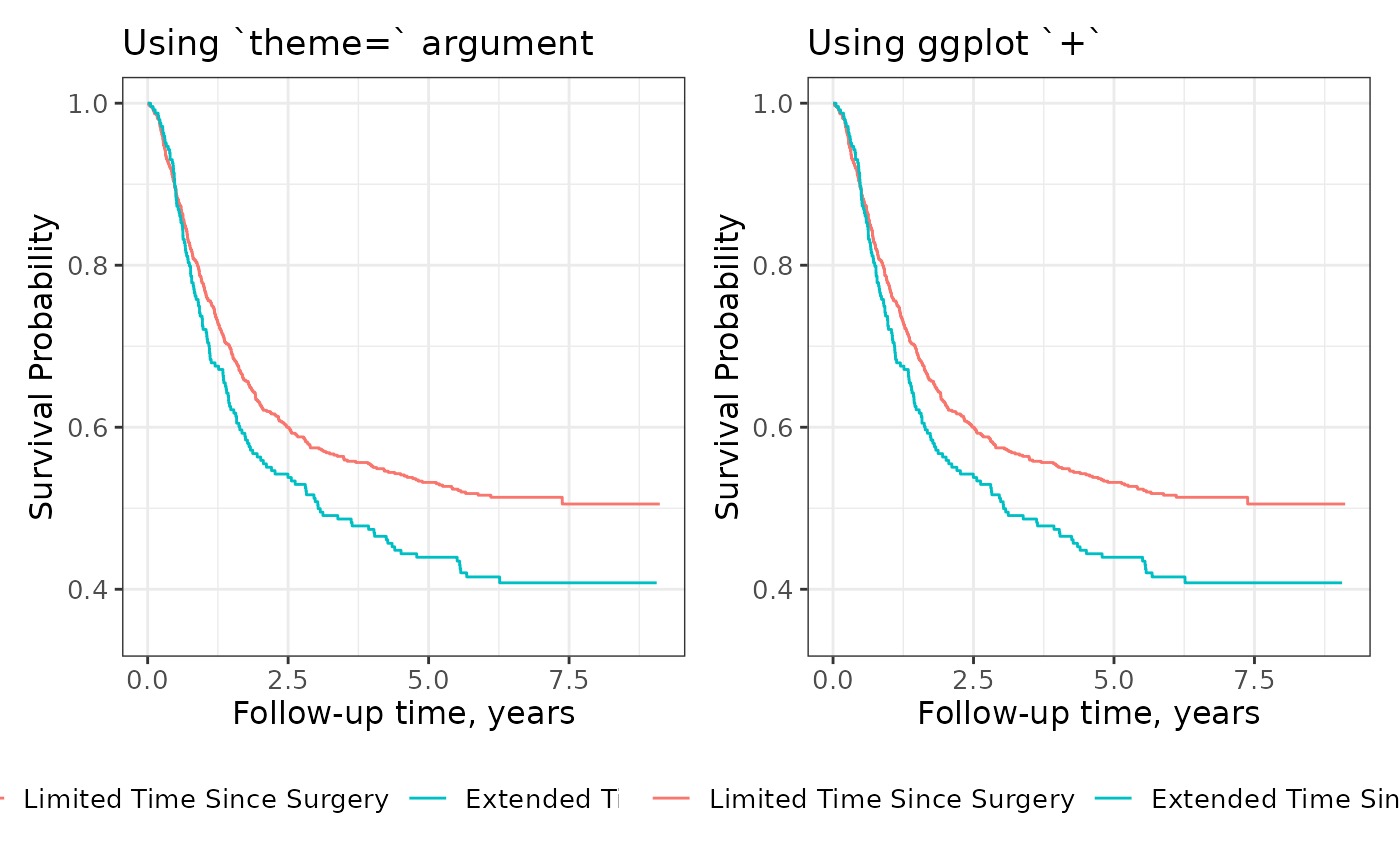 Using `theme=` argument
Survival Probability
1.0
0.8
0.6
0.4
0.0 2.5 5.0 7.5
Follow-up time, years
Limited Time Since Surgery Extended Ti
Using ggplot `+`
Survival Probability
1.0
0.8
0.6
0.4
0.0 2.5 5.0 7.5
Follow-up time, years
Limited Time Since Surgery Extended Time Sin